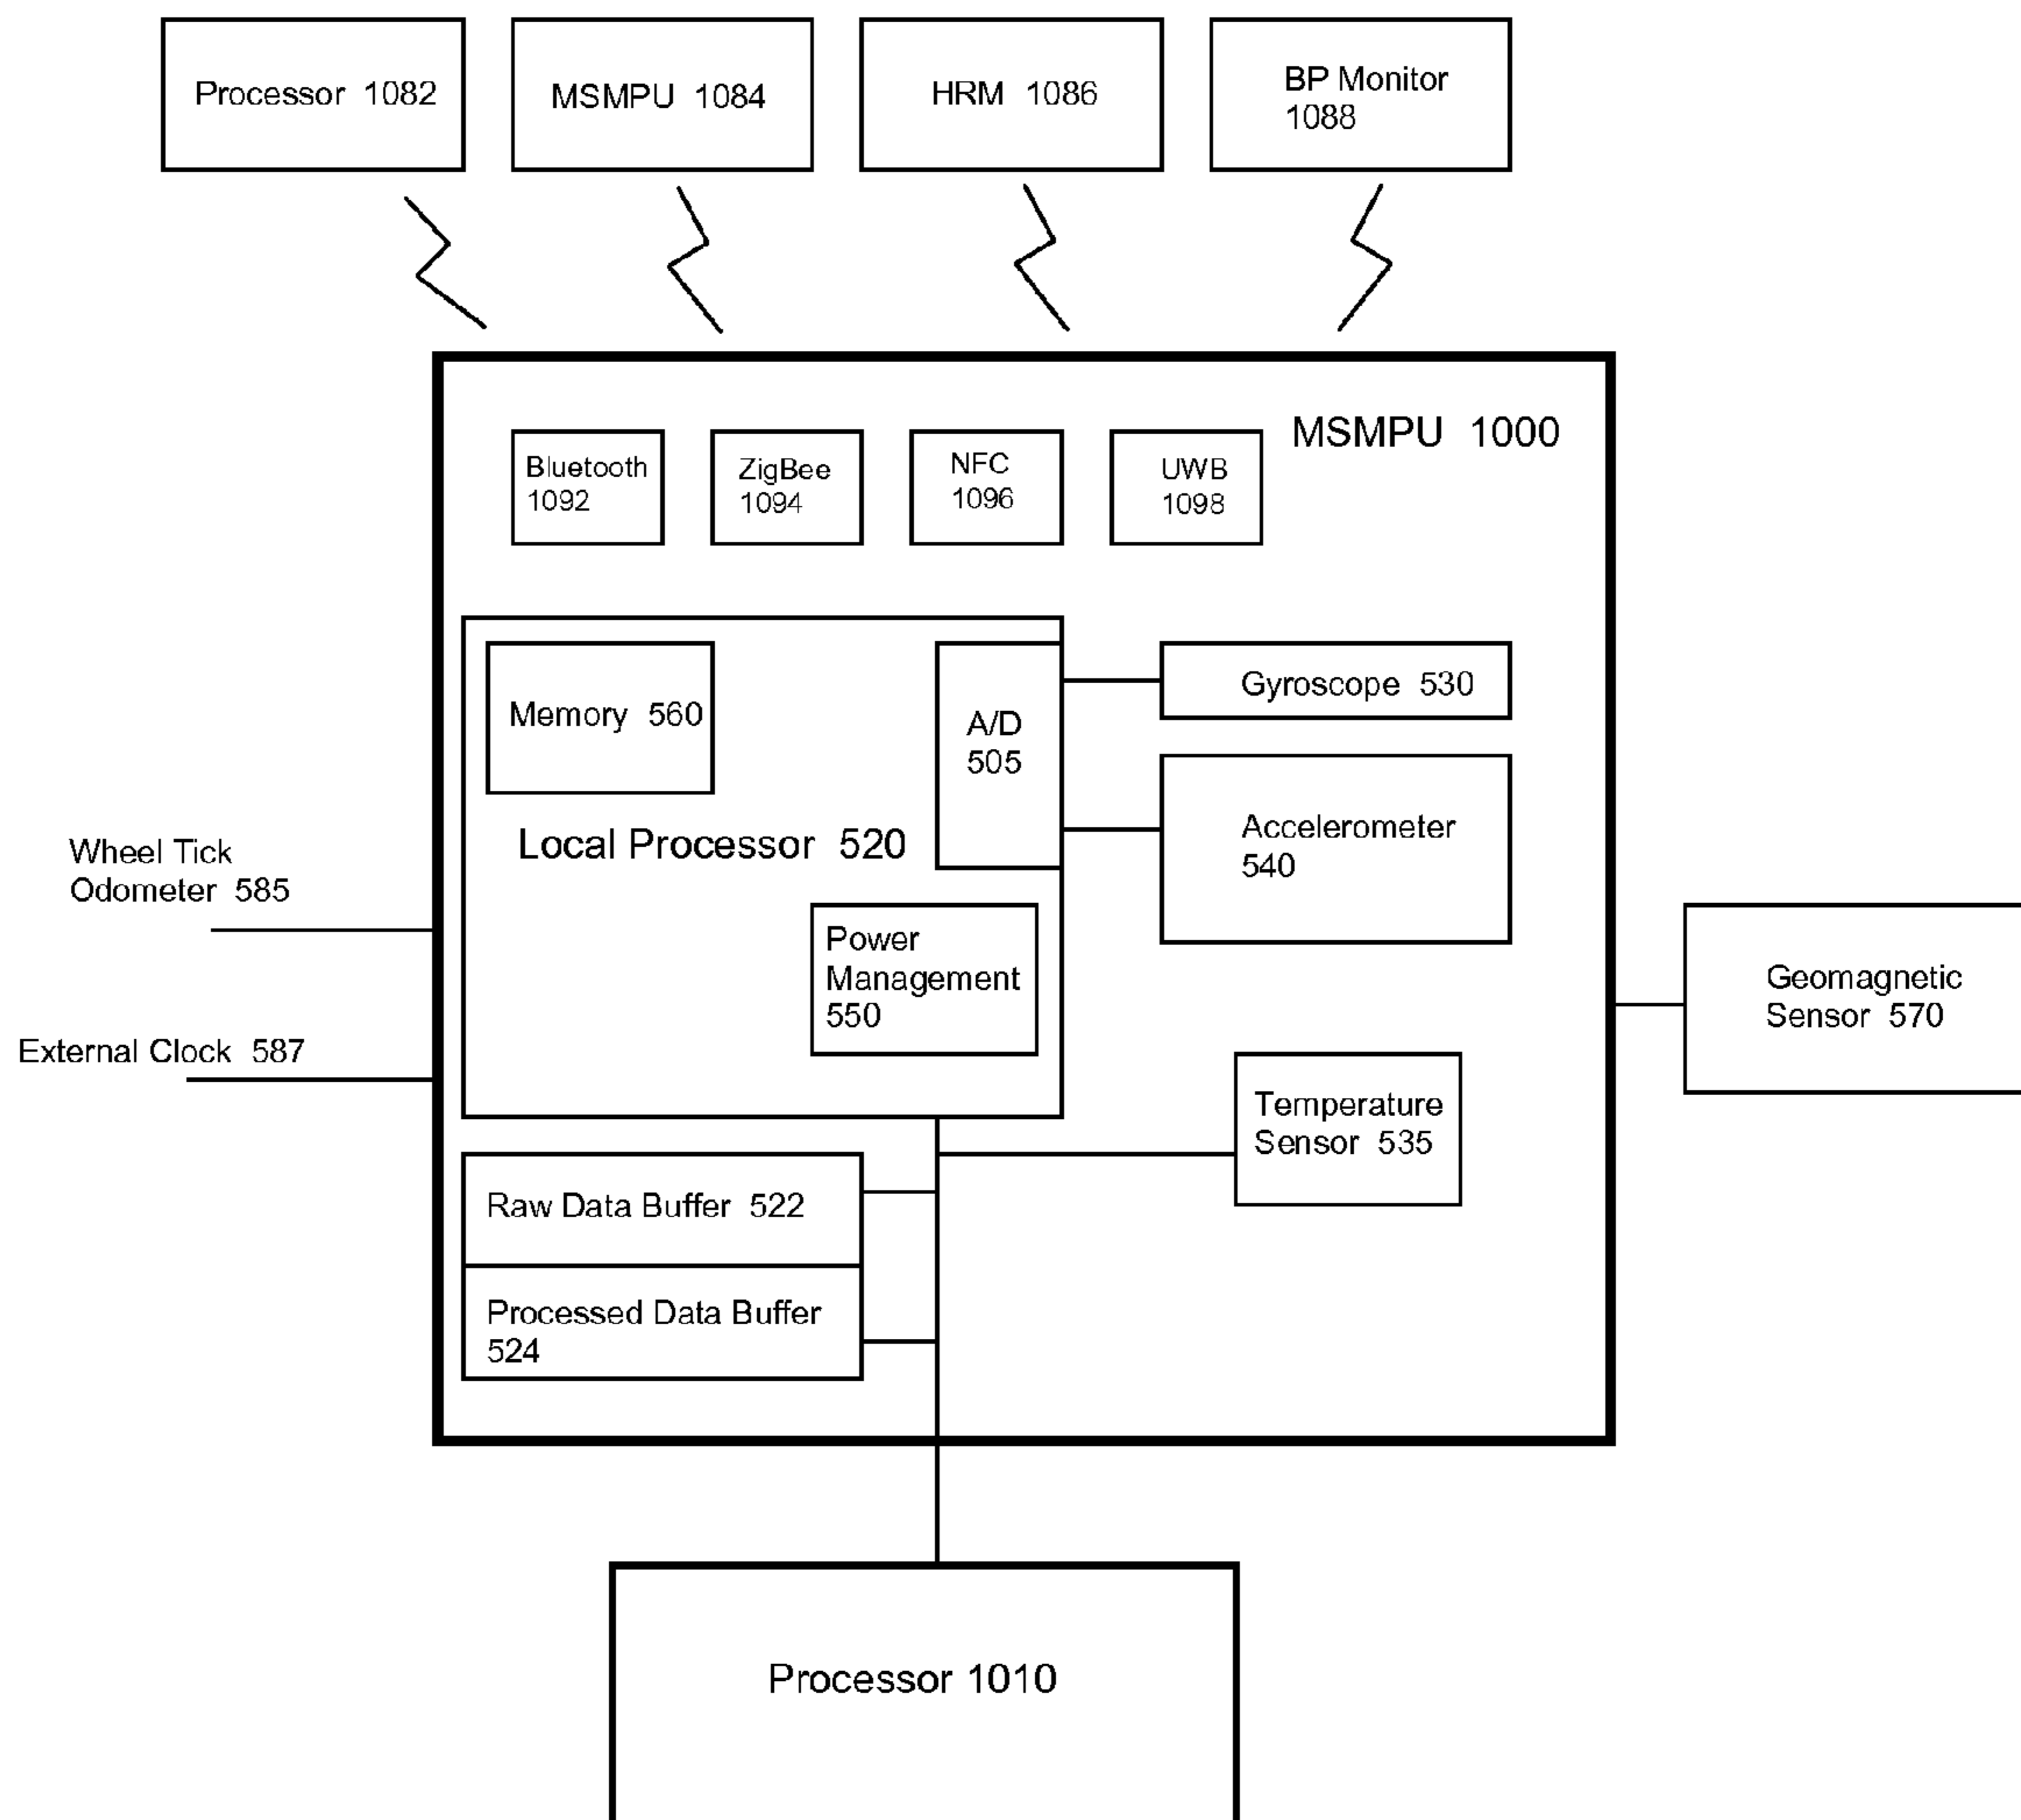 Processor 1082
MSMPU 1084
HRM 1086
BP Monitor
1088
MSMPU 1000
Bluetooth
1092
ZigBee
1094
NFC
1096
UWB
1098
Memory 560
A/D
505
Gyroscope 530
Local Processor 520
Accelerometer
540
Wheel Tick
Odometer 585
Power
Management
550
Geomagnetic
Sensor 570
External Clock 587
Temperature
Sensor 535
Raw Data Buffer 522
Processed Data Buffer
524
Processor 1010